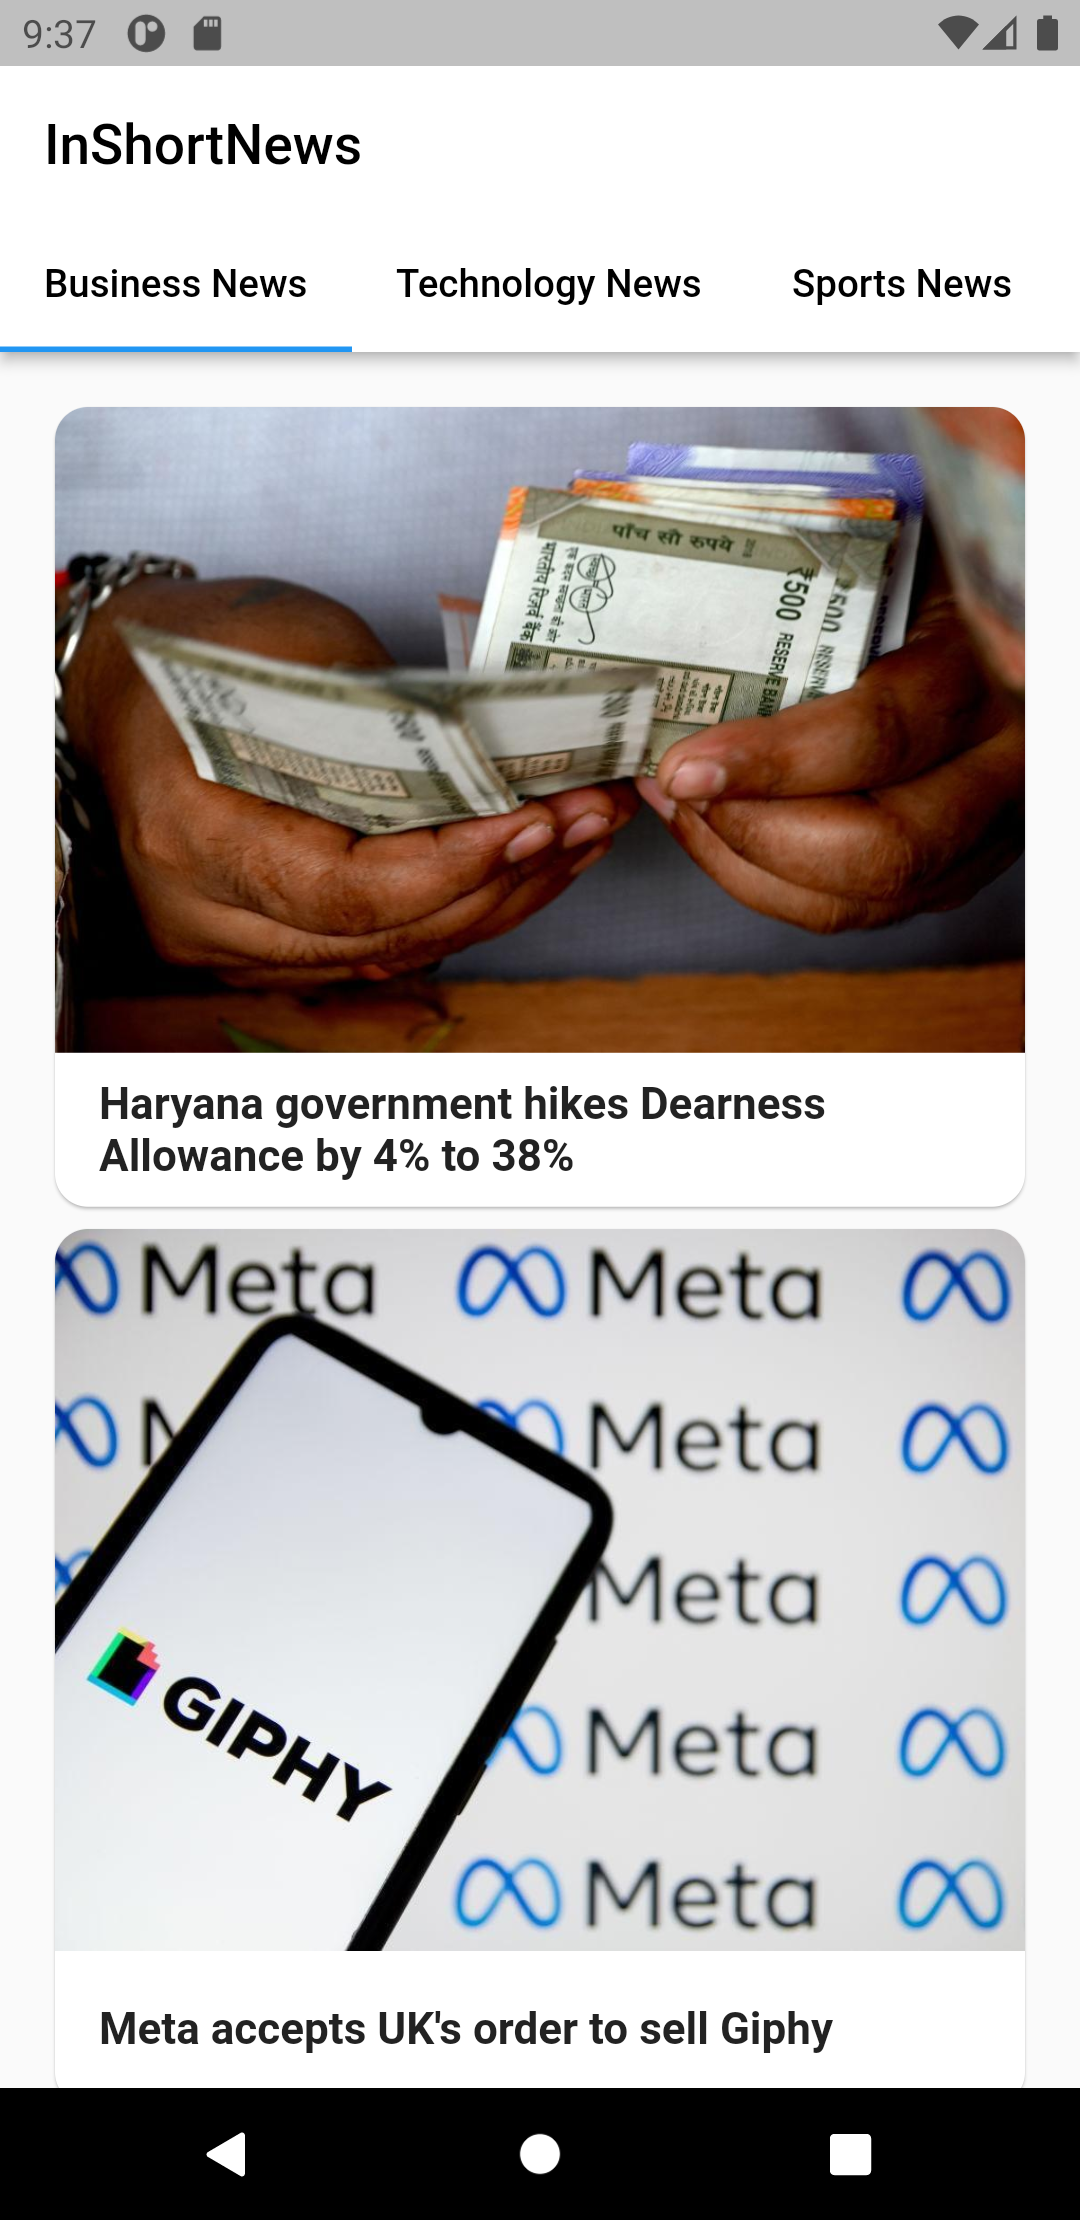 9:37
InShortNews
Business News
Technology News
Sports News
पाँच सौ रुपये
₹500
RESERVE BANK
Meta
Meta
Meta
Meta
Meta
Meta
GIPHY
Haryana government hikes Dearness
Allowance by 4% to 38%
Meta accepts UK's order to sell Giphy